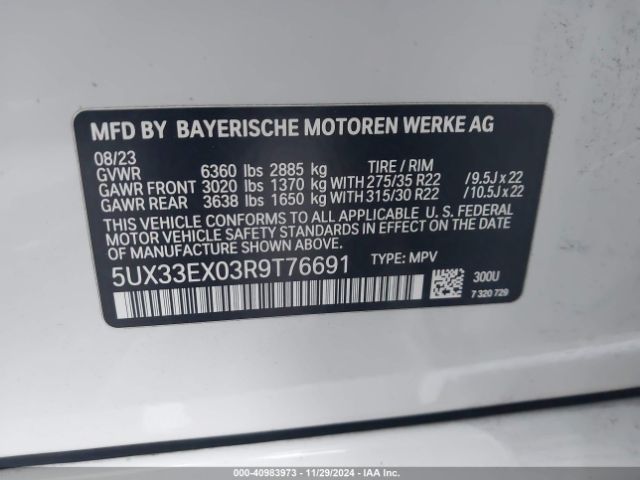 MFD BY BAYERISCHE MOTOREN WERKE AG
08/23
GVWR 6360 lbs 2885 kg TIRE / RIM
GAWR FRONT 3020 lbs 1370 kg WITH 275/35 R22 /9.5J x 22
GAWR REAR 3638 lbs 1650 kg WITH 315/30 R22 /10.5J x 22
THIS VEHICLE CONFORMS TO ALL APPLICABLE U. S. FEDERAL
MOTOR VEHICLE SAFETY STANDARDS IN EFFECT ON THE DATE
OF MANUFACTURE SHOWN ABOVE.
5UX33EX03R9T76691 TYPE: MPV
300U
7 320 729
000-40983973 | 11/29/2024 | IAA Inc.